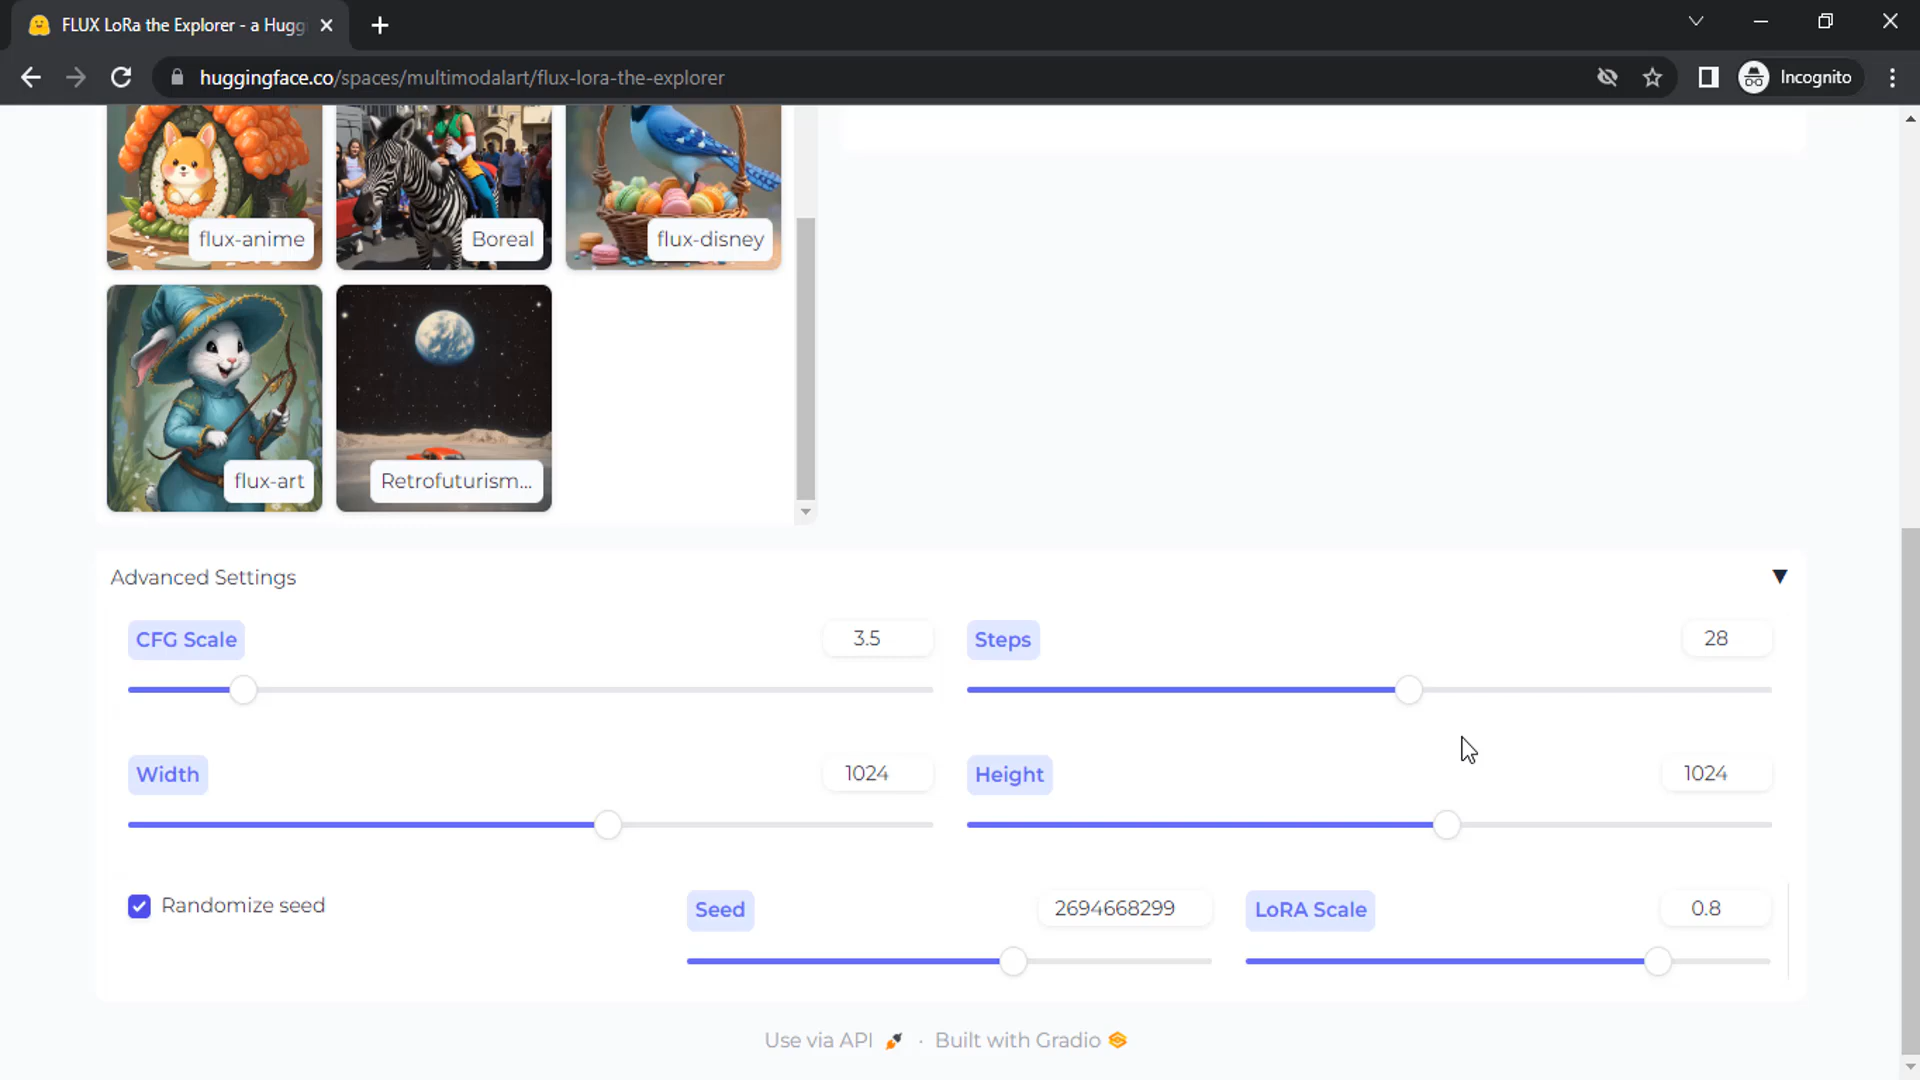 FLUX LoRa the Explorer - a Hugg
huggingface.co/spaces/multimodalart/flux-lora-the-explorer
Incognito
flux-anime
Boreal
flux-disney
flux-art
Retrofuturism...
Advanced Settings
CFG Scale
3.5
Steps
28
Width
1024
Height
1024
Randomize seed
Seed
2694668299
LoRA Scale
0.8
Use via API · Built with Gradio